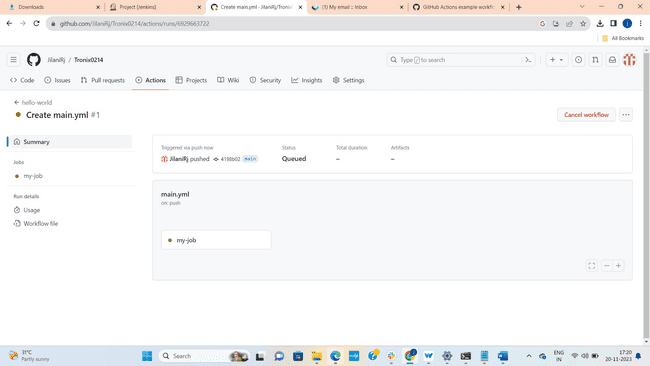 Downloads
Project [Jenkins]
Create main.yml · JilaniRj/Tronix
(1) My email :: Inbox
GitHub Actions example workfl
github.com/JilaniRj/Tronix0214/actions/runs/6929663722
All Bookmarks
JilaniRj / Tronix0214
Type / to search
Code
Issues
Pull requests
Actions
Projects
Wiki
Security
Insights
Settings
hello-world
Create main.yml #1
Cancel workflow
Summary
Jobs
my-job
Run details
Usage
Workflow file
Triggered via push now
JilaniRj pushed 4198b02 main
Status
Queued
Total duration
–
Artifacts
–
main.yml
on: push
my-job
31°C
Partly sunny
Search
ENG
IN
17:20
20-11-2023